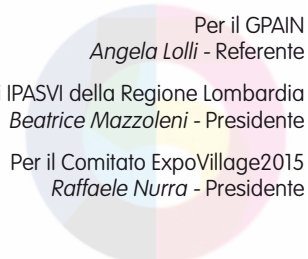 Per il GPAIN
Angela Lolli - Referente
IPASVI della Regione Lombardia
Beatrice Mazzoleni - Presidente
Per il Comitato ExpoVillage2015
Raffaele Nurra - Presidente